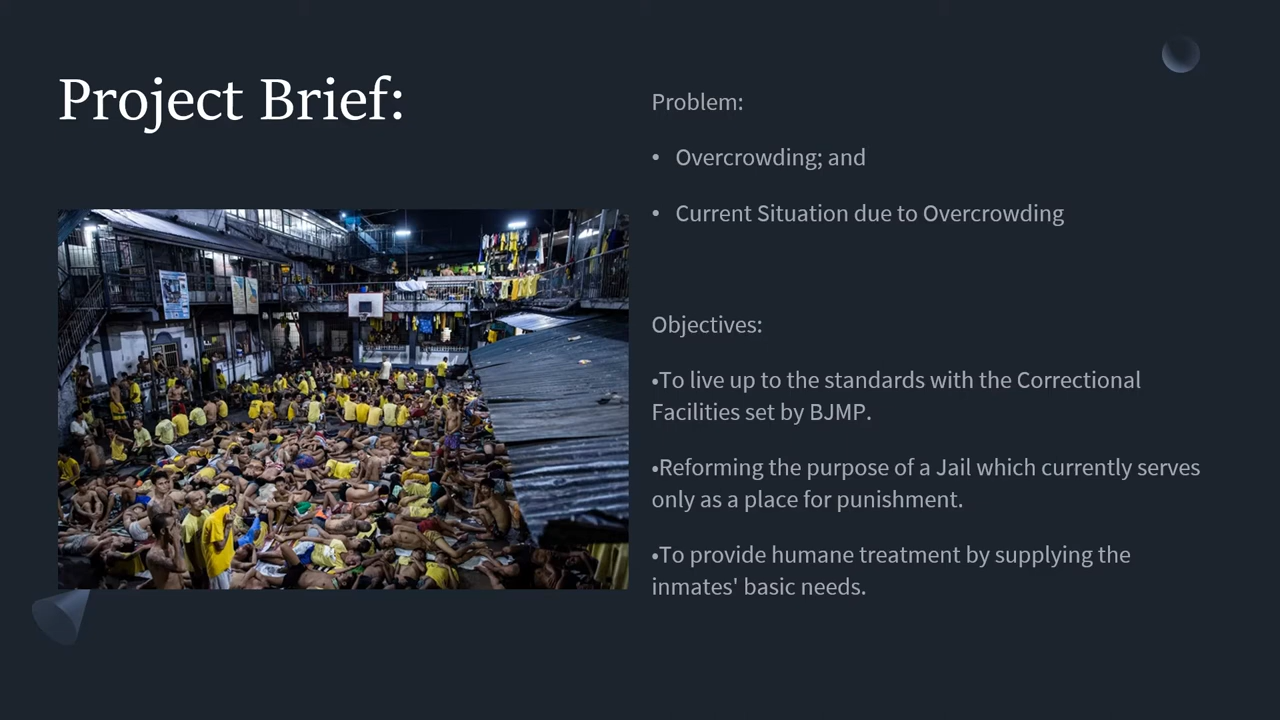 Project Brief:
Problem:
• Overcrowding; and
• Current Situation due to Overcrowding
Objectives:
•To live up to the standards with the Correctional
Facilities set by BJMP.
•Reforming the purpose of a Jail which currently serves
only as a place for punishment.
•To provide humane treatment by supplying the
inmates' basic needs.